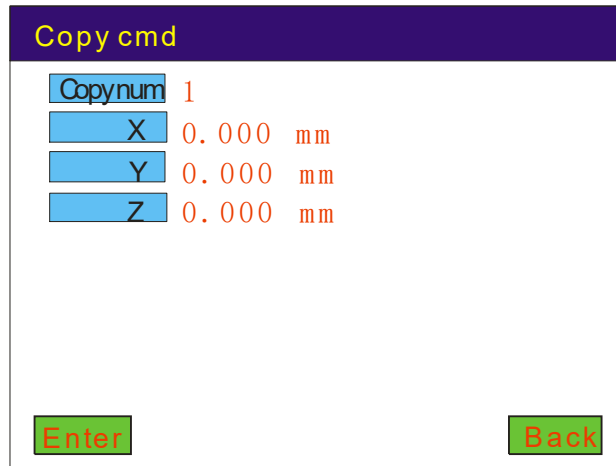 Copy cmd
Copynum 1
X 0.000 mm
Y 0.000 mm
Z 0.000 mm
Enter Back